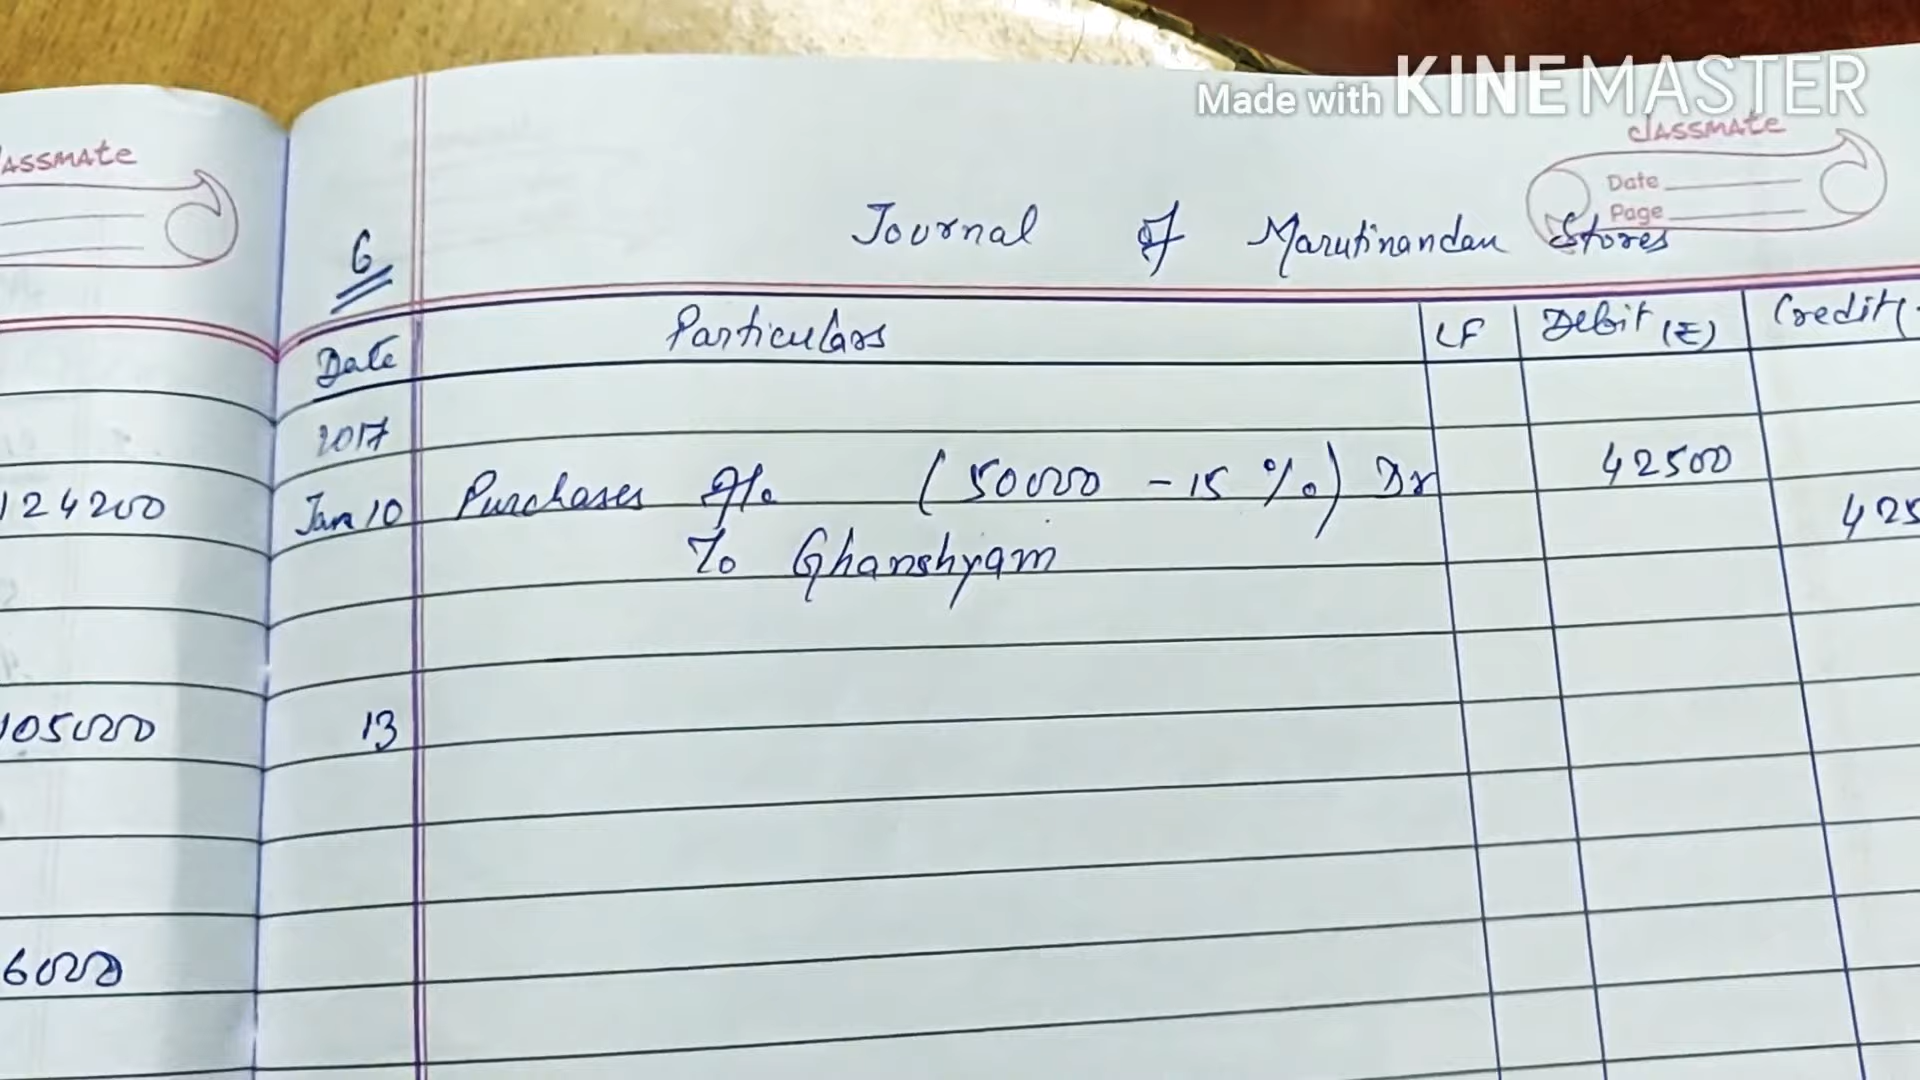 Made with KINEMASTER
classmate
Date
Page
assmate
6
Journal of Marutinandan Stores
Date Particulars LF Debit (₹) Credit (
2017
Jan 10 Purchases A/c (50000 - 15 %) Dr 42500
To Ghanshyam 425
13
124200
105000
6000